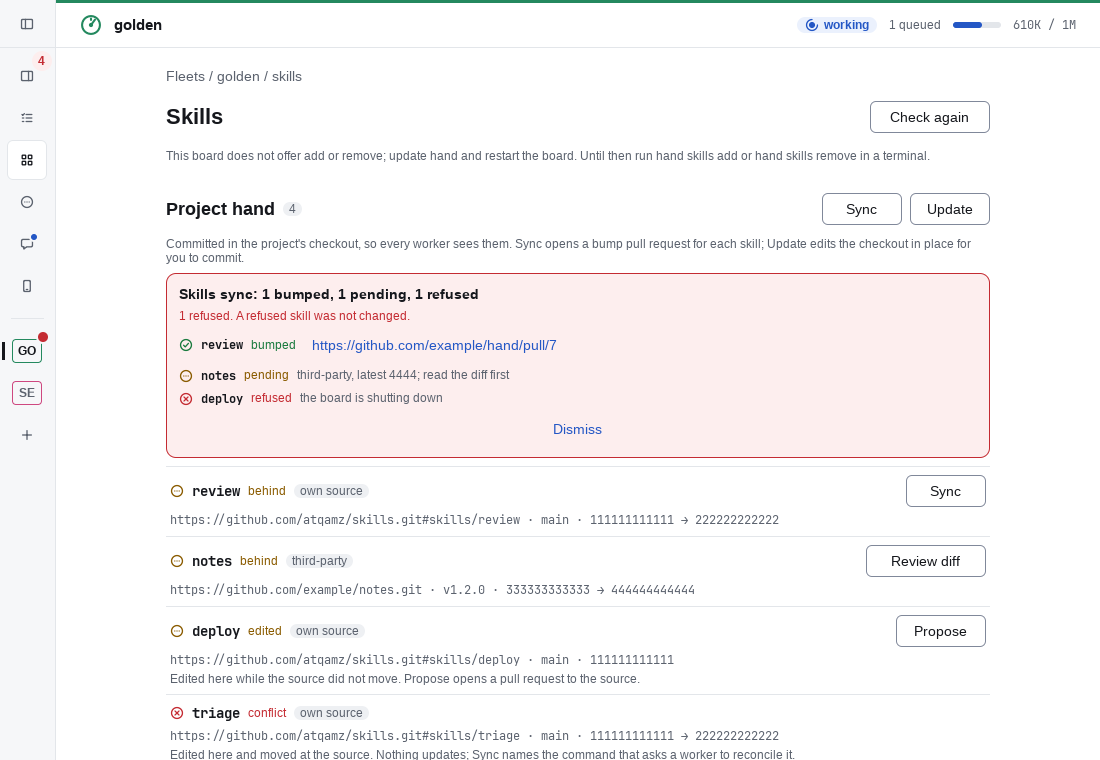 golden
working
1 queued
610K / 1M
4
Fleets / golden / skills
Skills
Check again
This board does not offer add or remove; update hand and restart the board. Until then run hand skills add or hand skills remove in a terminal.
Project hand 4
Sync
Update
Committed in the project's checkout, so every worker sees them. Sync opens a bump pull request for each skill; Update edits the checkout in place for
you to commit.
Skills sync: 1 bumped, 1 pending, 1 refused
1 refused. A refused skill was not changed.
review bumped https://github.com/example/hand/pull/7
notes pending third-party, latest 4444; read the diff first
deploy refused the board is shutting down
Dismiss
GO
SE
review behind own source
Sync
https://github.com/atqamz/skills.git#skills/review · main · 111111111111 → 222222222222
notes behind third-party
Review diff
https://github.com/example/notes.git · v1.2.0 · 333333333333 → 444444444444
deploy edited own source
Propose
https://github.com/atqamz/skills.git#skills/deploy · main · 111111111111
Edited here while the source did not move. Propose opens a pull request to the source.
triage conflict own source
https://github.com/atqamz/skills.git#skills/triage · main · 111111111111 → 222222222222
Edited here and moved at the source. Nothing updates; Sync names the command that asks a worker to reconcile it.